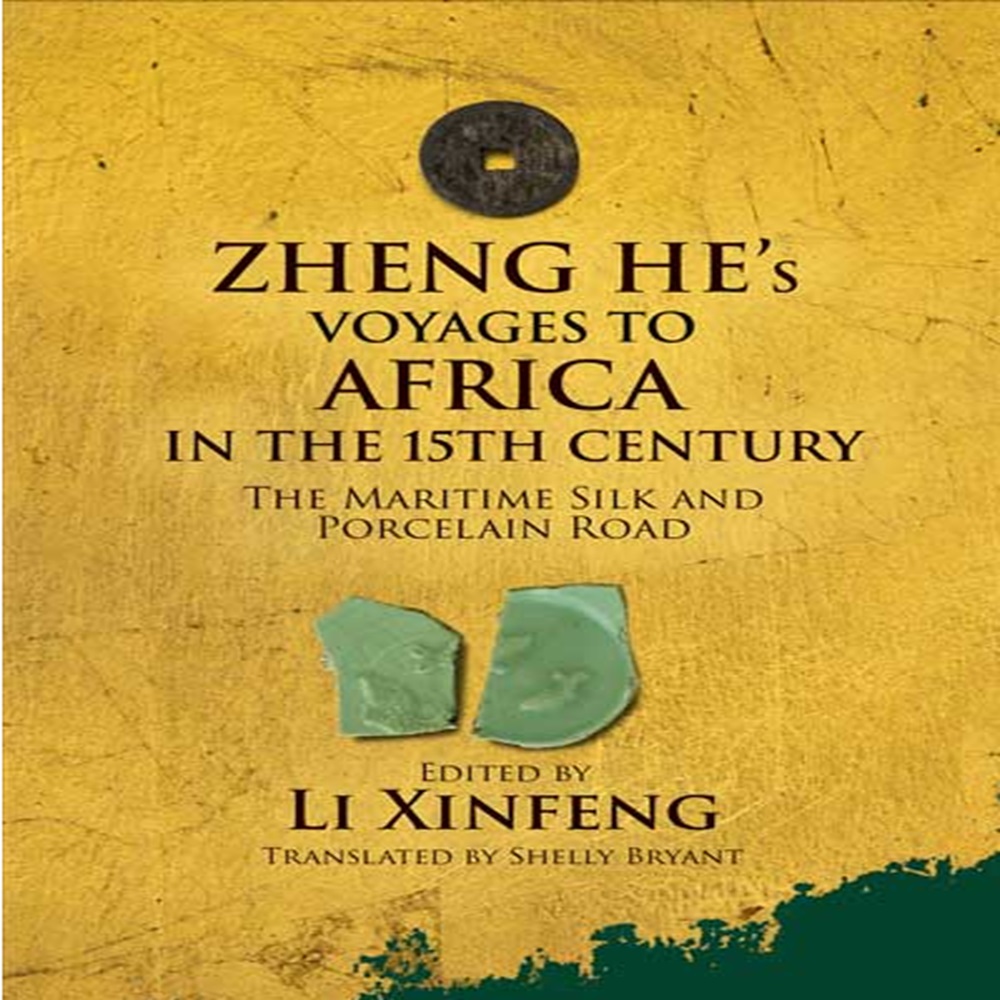 ZHENG HE's
VOYAGES TO
AFRICA
IN THE 15TH CENTURY
THE MARITIME SILK AND
PORCELAIN ROAD
EDITED BY
LI XINFENG
TRANSLATED BY SHELLY BRYANT